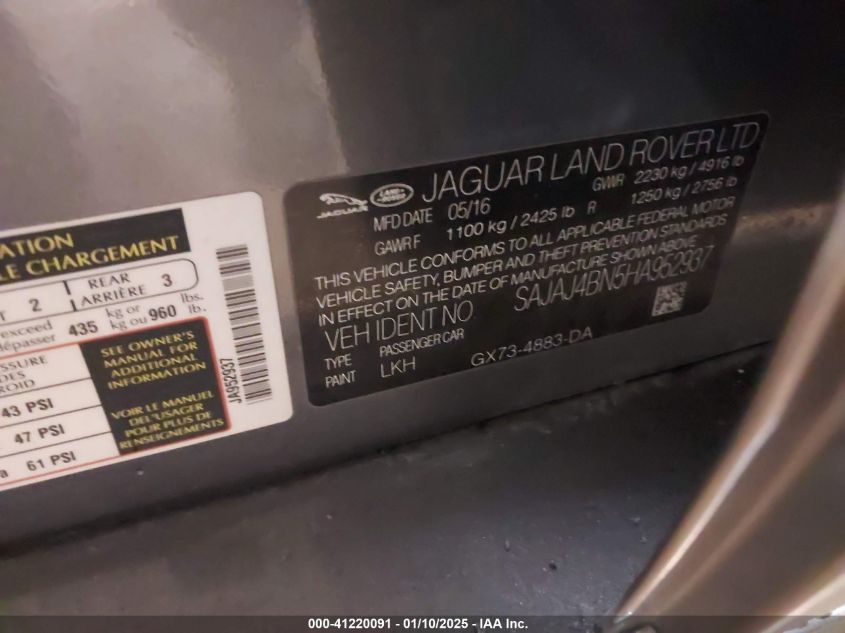 ATION
E CHARGEMENT
2 REAR ARRIÈRE 3
exceed
dépasser 435 kg or kg ou 960 lbs. lb.
SEE OWNER'S
MANUAL FOR
ADDITIONAL
INFORMATION
43 PSI
47 PSI
61 PSI
VOIR LE MANUEL
DE L'USAGER
POUR PLUS DE
RENSEIGNEMENTS
JA952937
JAGUAR
LAND ROVER
JAGUAR LAND ROVER LTD
MFD DATE 05/16 GWR 2230 kg / 4916 lb
GAWR F 1100 kg / 2425 lb R 1250 kg / 2756 lb
THIS VEHICLE CONFORMS TO ALL APPLICABLE FEDERAL MOTOR
VEHICLE SAFETY, BUMPER AND THEFT PREVENTION STANDARDS
IN EFFECT ON THE DATE OF MANUFACTURE SHOWN ABOVE
VEH IDENT NO. SAJAJ4BN5HA952937
TYPE PASSENGER CAR
PAINT LKH GX73-4883-DA
000-41220091 - 01/10/2025 - IAA Inc.